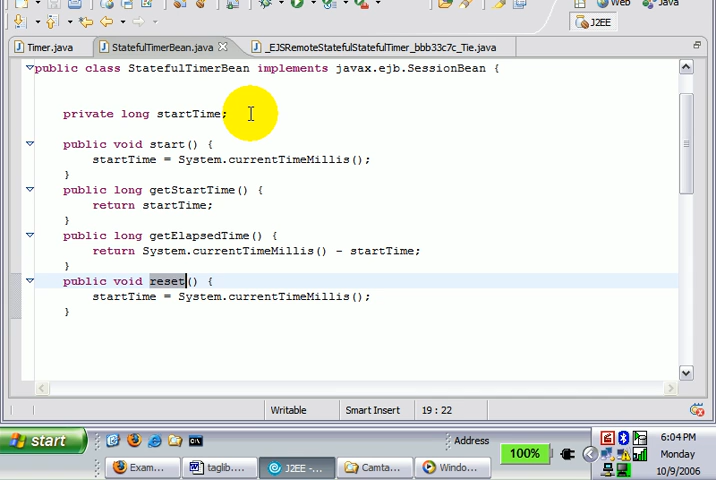 Web
Java
J2EE
Timer.java
StatefulTimerBean.java
_EJSRemoteStatefulStatefulTimer_bbb33c7c_Tie.java
public class StatefulTimerBean implements javax.ejb.SessionBean {
private long startTime;
public void start() {
startTime = System.currentTimeMillis();
}
public long getStartTime() {
return startTime;
}
public long getElapsedTime() {
return System.currentTimeMillis() - startTime;
}
public void reset() {
startTime = System.currentTimeMillis();
}
Writable
Smart Insert
19 : 22
start
Address
100%
6:04 PM
Monday
10/9/2006
Exam...
taglib...
J2EE -...
Camta...
Windo...